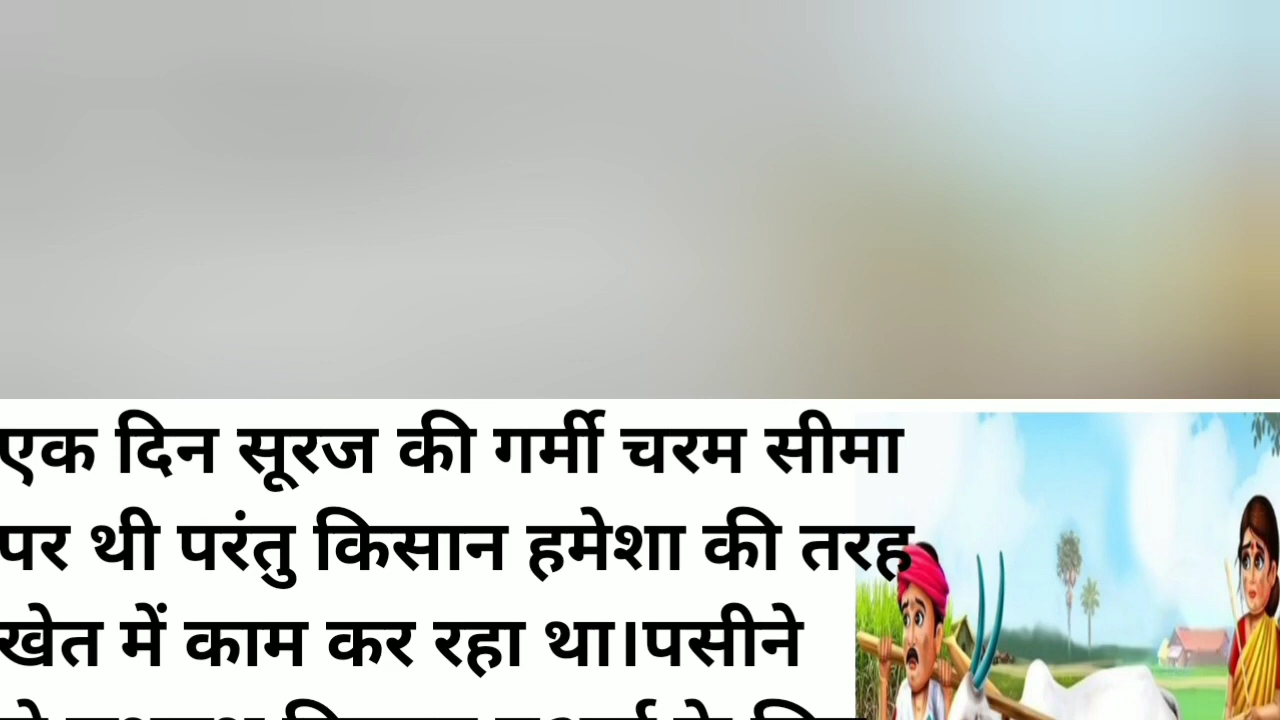 एक दिन सूरज की गर्मी चरम सीमा
पर थी परंतु किसान हमेशा की तरह
खेत में काम कर रहा था।पसीने